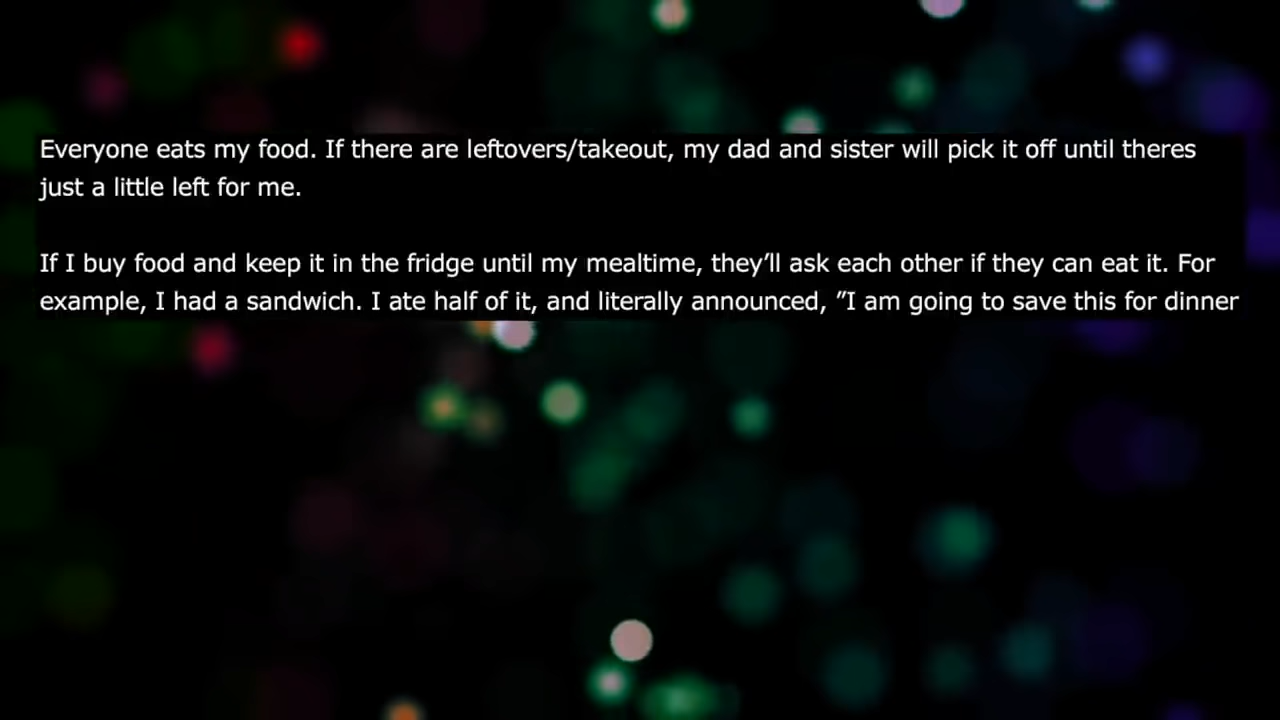 Everyone eats my food. If there are leftovers/takeout, my dad and sister will pick it off until theres
just a little left for me.
If I buy food and keep it in the fridge until my mealtime, they’ll ask each other if they can eat it. For
example, I had a sandwich. I ate half of it, and literally announced, ”I am going to save this for dinner